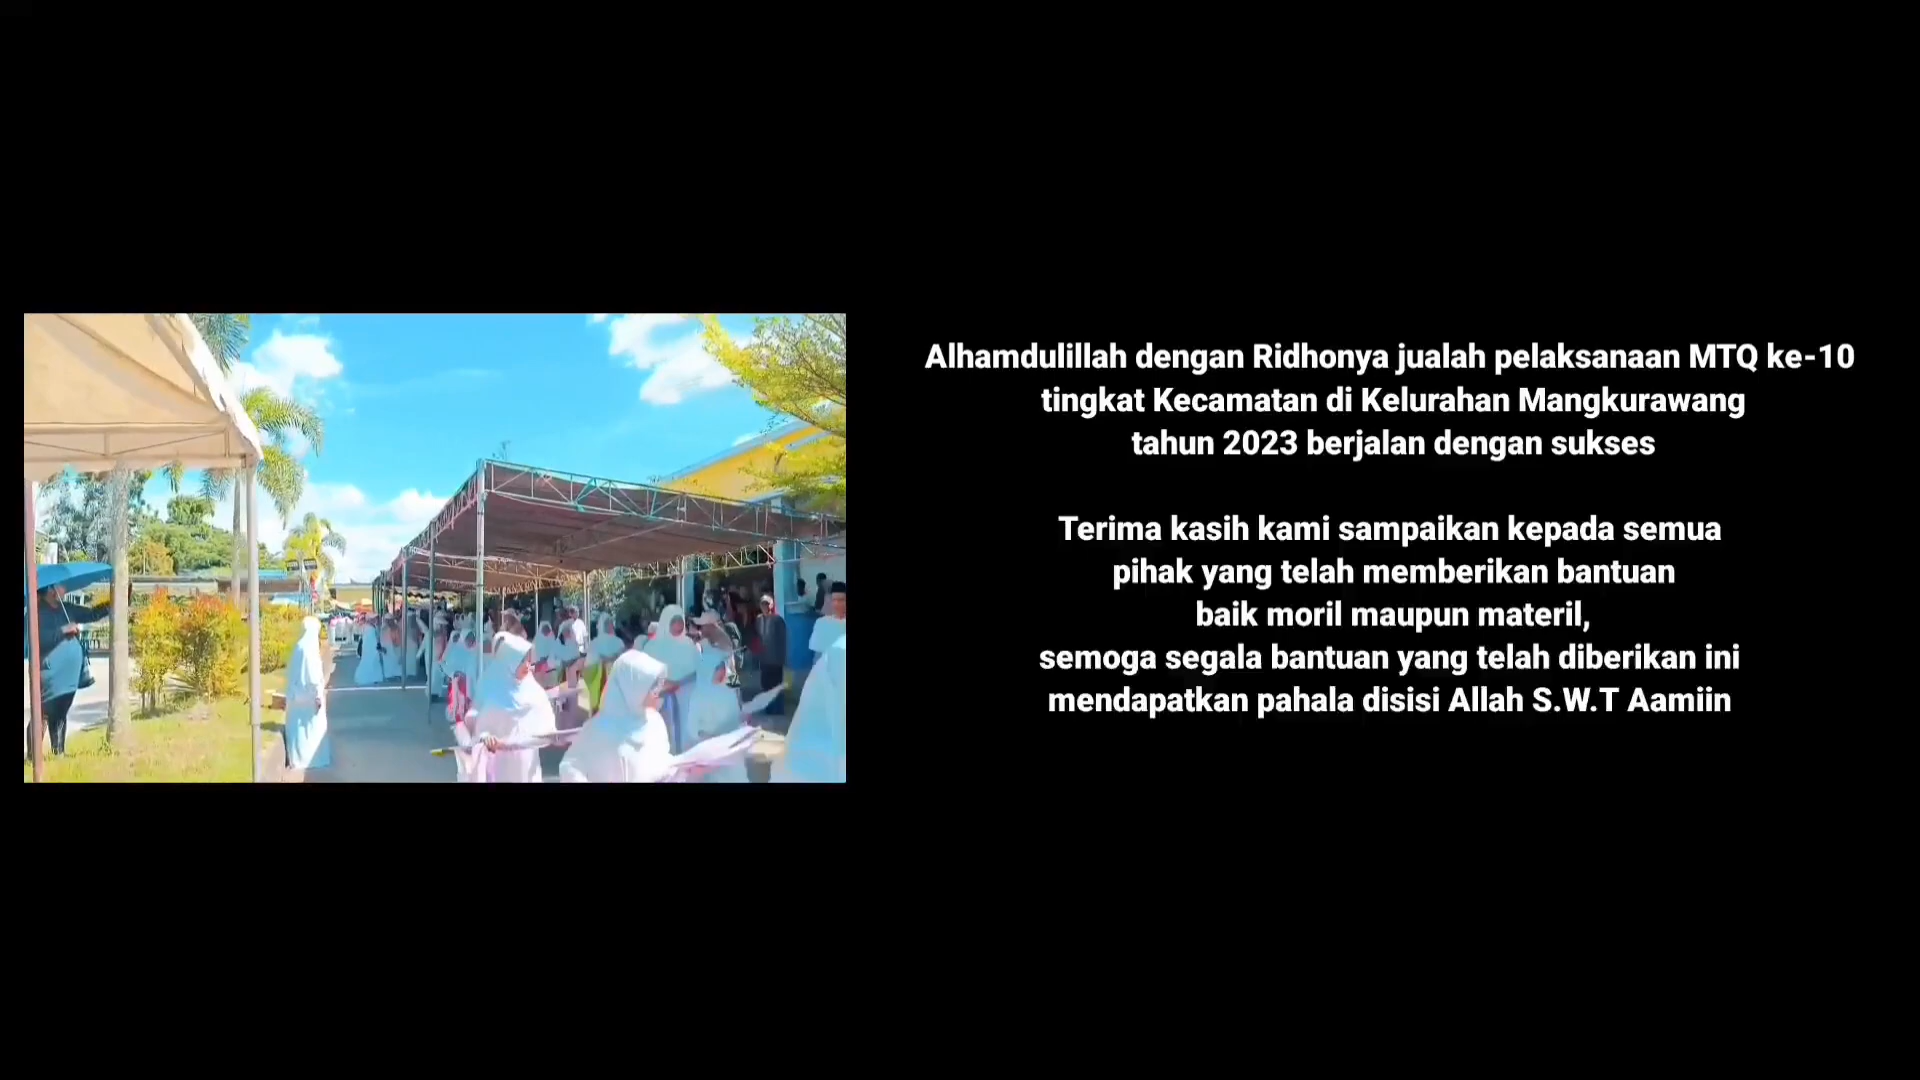 Alhamdulillah dengan Ridhonya jualah pelaksanaan MTQ ke-10
tingkat Kecamatan di Kelurahan Mangkurawang
tahun 2023 berjalan dengan sukses
Terima kasih kami sampaikan kepada semua
pihak yang telah memberikan bantuan
baik moril maupun materil,
semoga segala bantuan yang telah diberikan ini
mendapatkan pahala disisi Allah S.W.T Aamiin